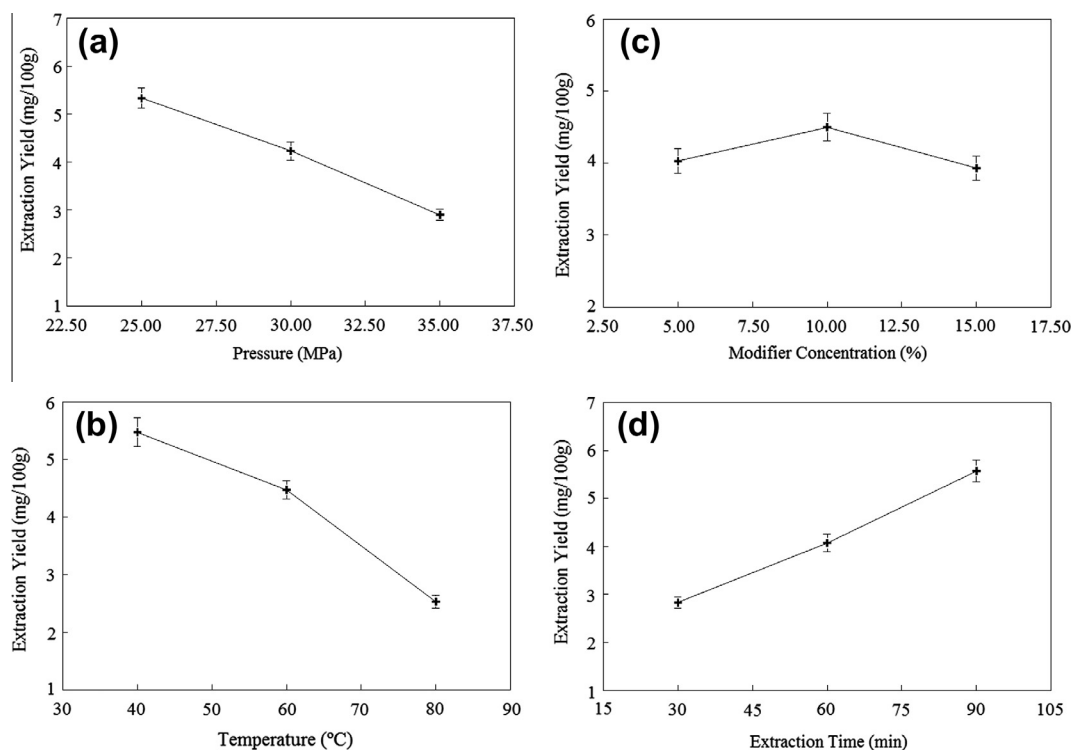 (a)
Extraction Yield (mg/100g)
7
6
5
4
3
2
1
22.50 25.00 27.50 30.00 32.50 35.00 37.50
Pressure (MPa)
(c)
Extraction Yield (mg/100g)
6
5
4
3
2
2.50 5.00 7.50 10.00 12.50 15.00 17.50
Modifier Concentration (%)
(b)
Extraction Yield (mg/100g)
6
5
4
3
2
1
30 40 50 60 70 80 90
Temperature (ºC)
(d)
Extraction Yield (mg/100g)
7
6
5
4
3
2
1
15 30 45 60 75 90 105
Extraction Time (min)